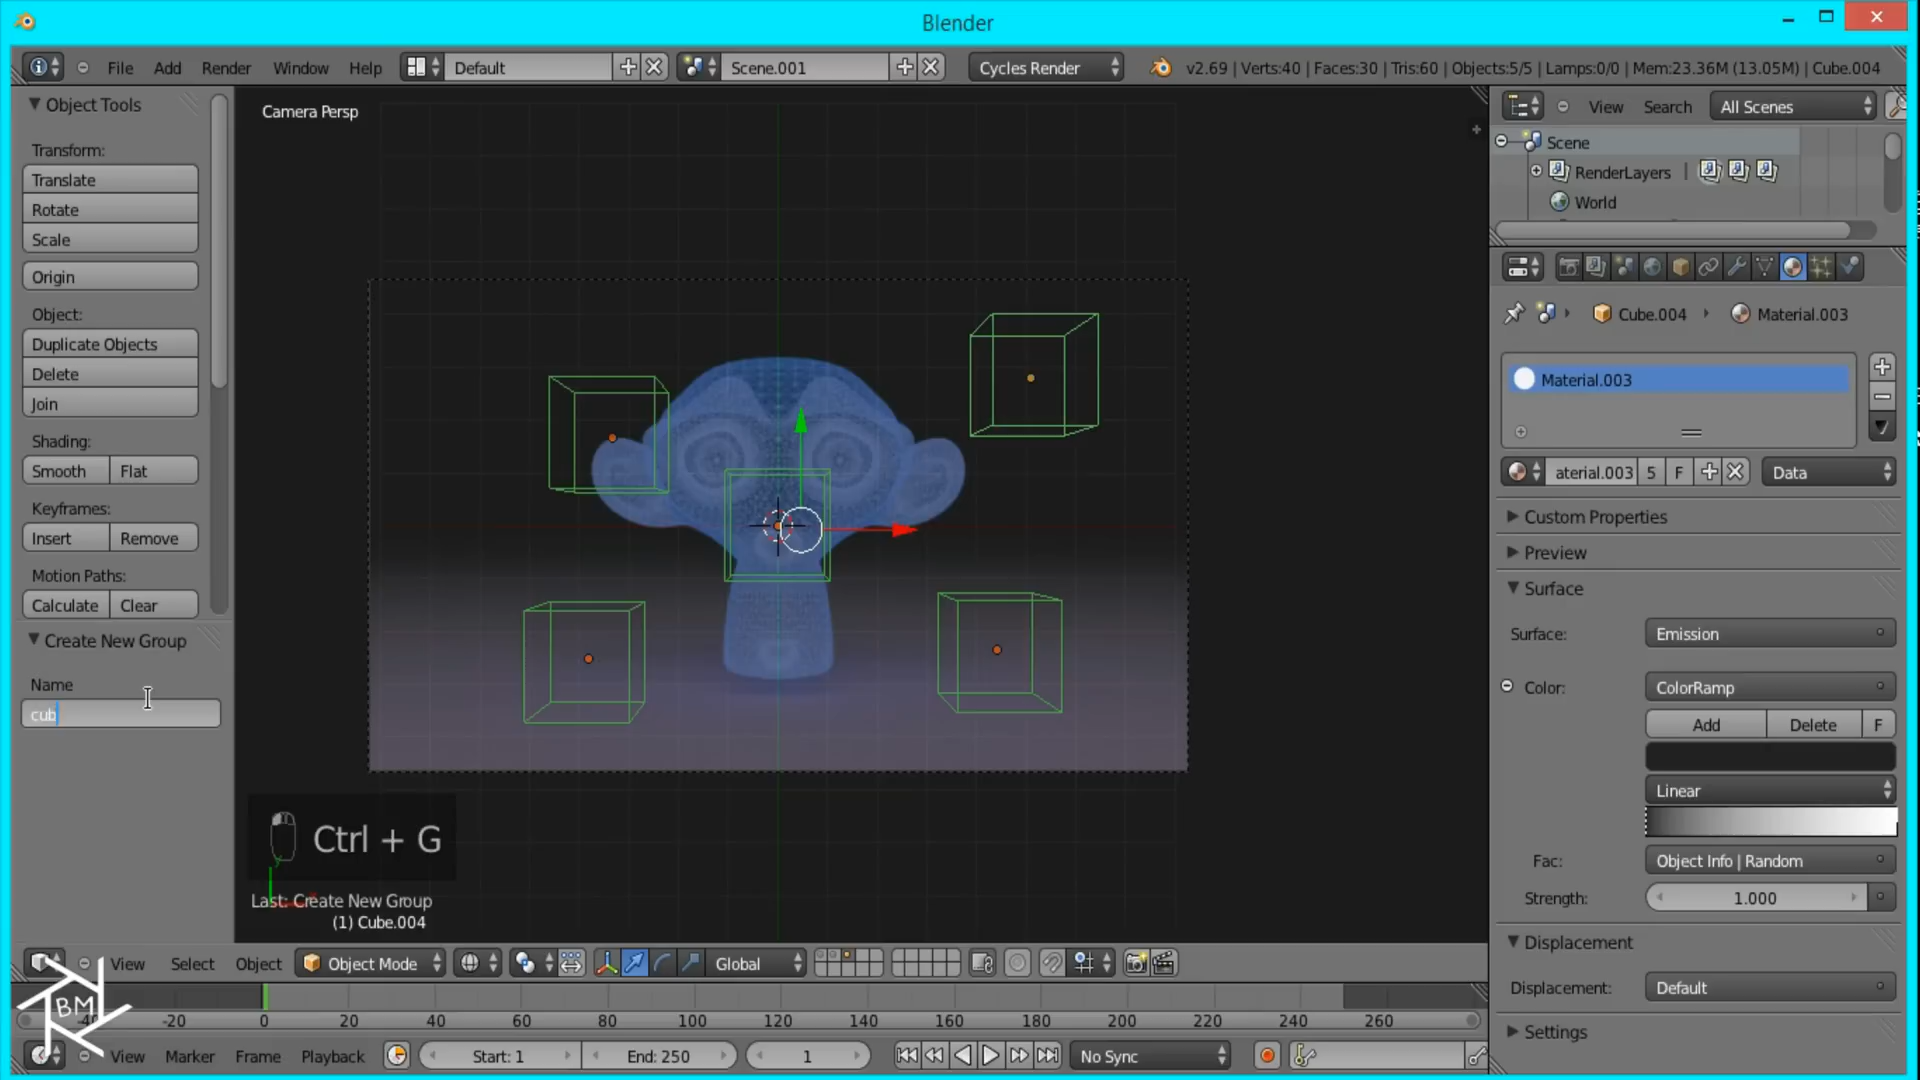 Blender
File Add Render Window Help Default Scene.001 Cycles Render v2.69 | Verts:40 | Faces:30 | Tris:60 | Objects:5/5 | Lamps:0/0 | Mem:23.36M (13.05M) | Cube.004
Object Tools
Transform:
Translate
Rotate
Scale
Origin
Object:
Duplicate Objects
Delete
Join
Shading:
Smooth Flat
Keyframes:
Insert Remove
Motion Paths:
Calculate Clear
Create New Group
Name
cub
Camera Persp
Ctrl + G
Last: Create New Group
(1) Cube.004
View Search All Scenes
Scene
RenderLayers |
World
Cube.004 Material.003
Material.003
aterial.003 5 F Data
Custom Properties
Preview
Surface
Surface: Emission
Color: ColorRamp
Add Delete F
Linear
Fac: Object Info | Random
Strength: 1.000
Displacement
Displacement: Default
Settings
View Select Object Object Mode Global
BM
-40 -20 0 20 40 60 80 100 120 140 160 180 200 220 240 260
View Marker Frame Playback Start: 1 End: 250 1 No Sync